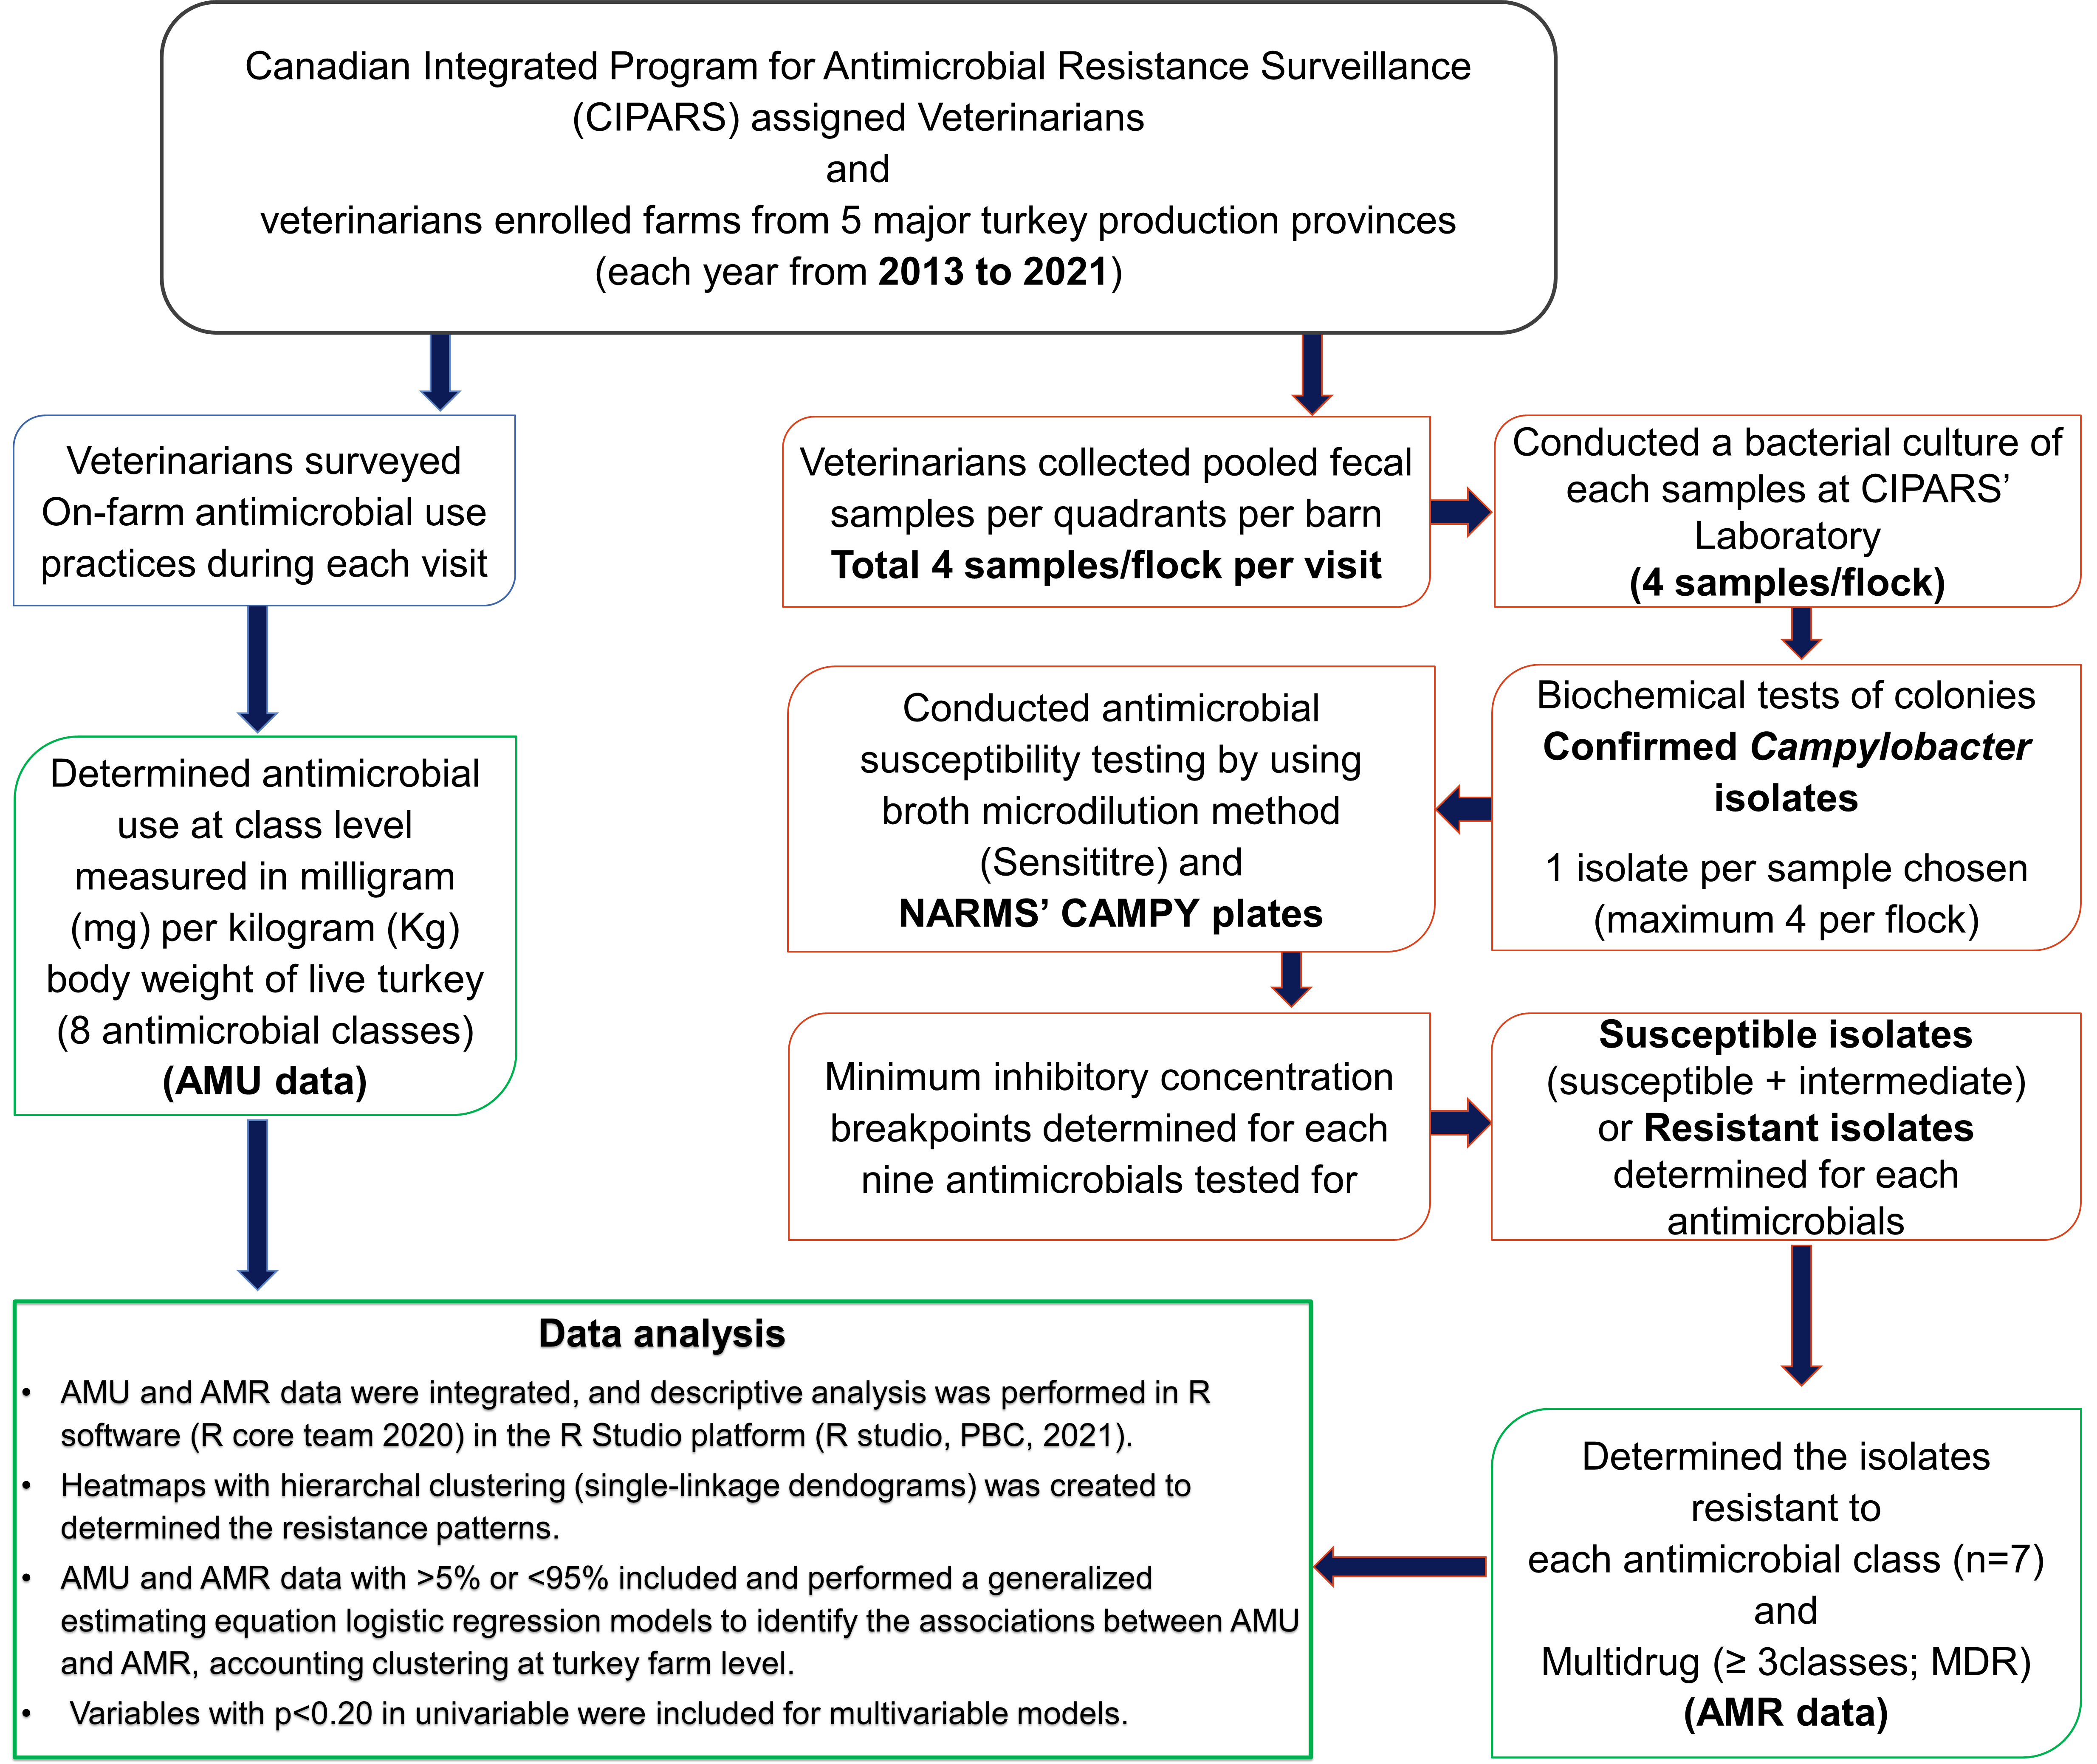 Canadian Integrated Program for Antimicrobial Resistance Surveillance
(CIPARS) assigned Veterinarians
and
veterinarians enrolled farms from 5 major turkey production provinces
(each year from 2013 to 2021)
Veterinarians surveyed
On-farm antimicrobial use
practices during each visit
Veterinarians collected pooled fecal
samples per quadrants per barn
Total 4 samples/flock per visit
Conducted a bacterial culture of
each samples at CIPARS’
Laboratory
(4 samples/flock)
Biochemical tests of colonies
Confirmed Campylobacter
isolates
1 isolate per sample chosen
(maximum 4 per flock)
Conducted antimicrobial
susceptibility testing by using
broth microdilution method
(Sensititre) and
NARMS’ CAMPY plates
Determined antimicrobial
use at class level
measured in milligram
(mg) per kilogram (Kg)
body weight of live turkey
(8 antimicrobial classes)
(AMU data)
Minimum inhibitory concentration
breakpoints determined for each
nine antimicrobials tested for
Susceptible isolates
(susceptible + intermediate)
or Resistant isolates
determined for each
antimicrobials
Determined the isolates
resistant to
each antimicrobial class (n=7)
and
Multidrug (≥ 3classes; MDR)
(AMR data)
Data analysis
• AMU and AMR data were integrated, and descriptive analysis was performed in R
software (R core team 2020) in the R Studio platform (R studio, PBC, 2021).
• Heatmaps with hierarchal clustering (single-linkage dendograms) was created to
determined the resistance patterns.
• AMU and AMR data with >5% or <95% included and performed a generalized
estimating equation logistic regression models to identify the associations between AMU
and AMR, accounting clustering at turkey farm level.
• Variables with p<0.20 in univariable were included for multivariable models.